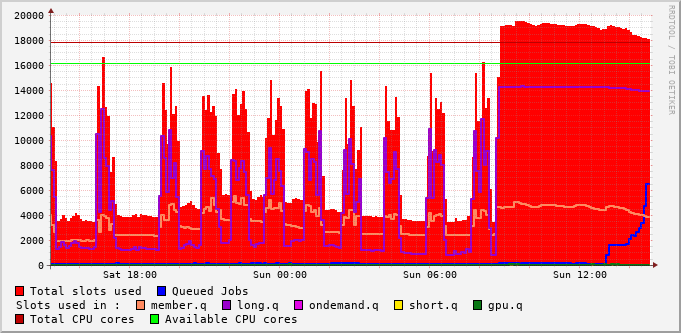 20000
18000
16000
14000
12000
10000
8000
6000
4000
2000
0
Sat 18:00 Sun 00:00 Sun 06:00 Sun 12:00
RRDTOOL / TOBI OETIKER
Total slots used Queued Jobs
Slots used in : member.q long.q ondemand.q short.q gpu.q
Total CPU cores Available CPU cores